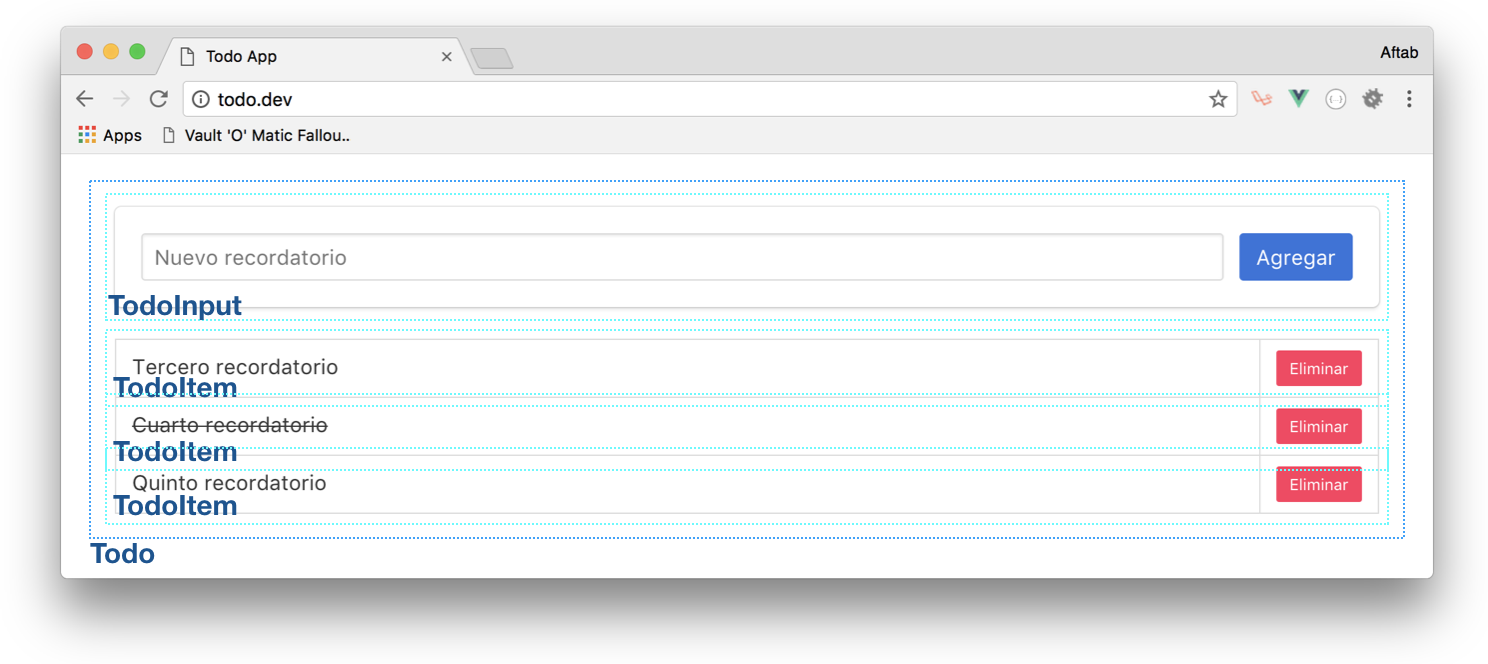 Todo App
Aftab
todo.dev
Apps
Vault 'O' Matic Fallou..
Nuevo recordatorio
Agregar
TodoInput
Tercero recordatorio
Eliminar
TodoItem
Cuarto recordatorio
Eliminar
TodoItem
Quinto recordatorio
Eliminar
TodoItem
Todo